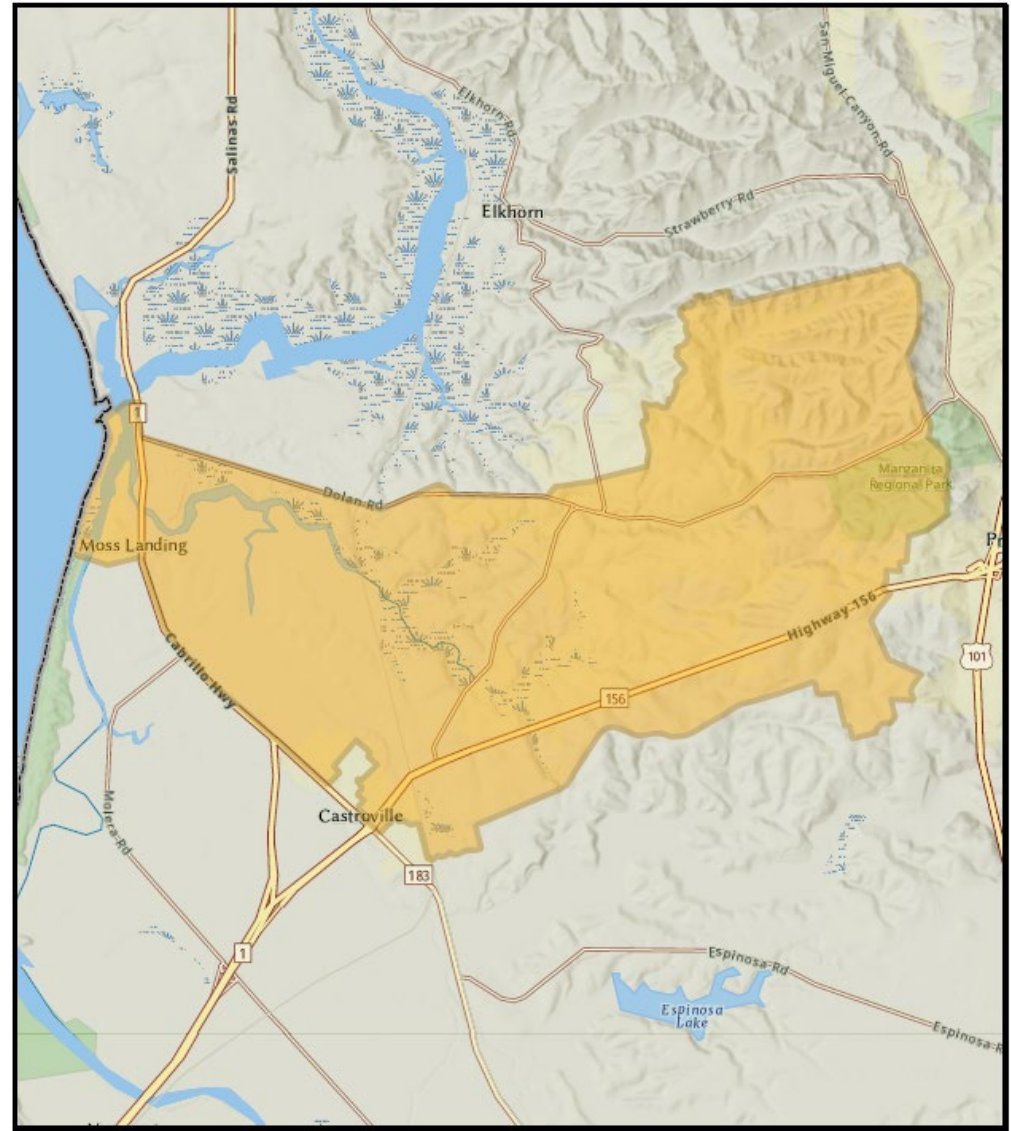 San Miguel Canyon Rd
Salinas Rd
Elkhorn Rd
Elkhorn
Strawberry Rd
1
Manzanita
Regional Park
Dolan Rd
Moss Landing
Highway 156
101
Cabrillo Hwy
156
Molera Rd
Castroville
183
1
Espinosa Rd
Espinosa
Lake